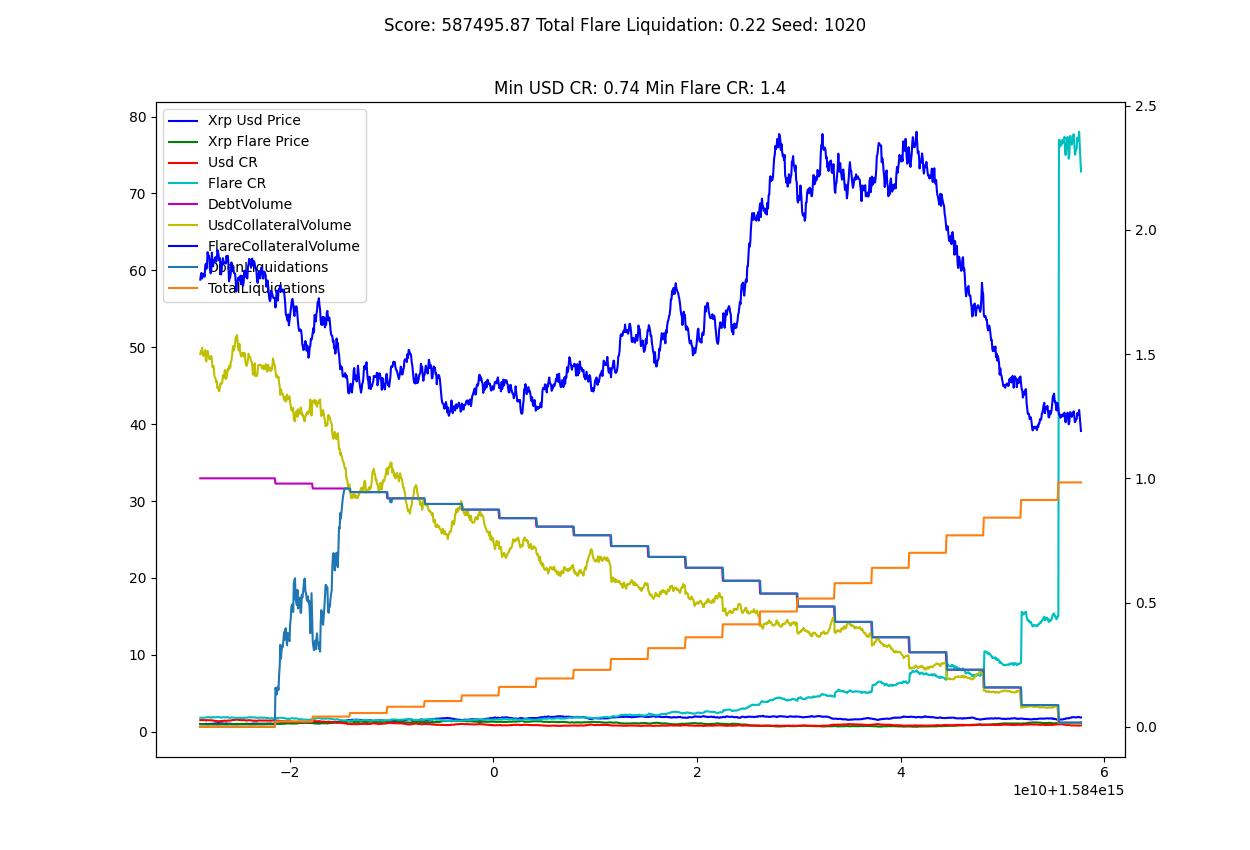 Score: 587495.87 Total Flare Liquidation: 0.22 Seed: 1020
Min USD CR: 0.74 Min Flare CR: 1.4
Xrp Usd Price
Xrp Flare Price
Usd CR
Flare CR
DebtVolume
UsdCollateralVolume
FlareCollateralVolume
OpenLiquidations
TotalLiquidations
80
70
60
50
40
30
20
10
0
2.5
2.0
1.5
1.0
0.5
0.0
−2
0
2
4
6
1e10+1.584e15